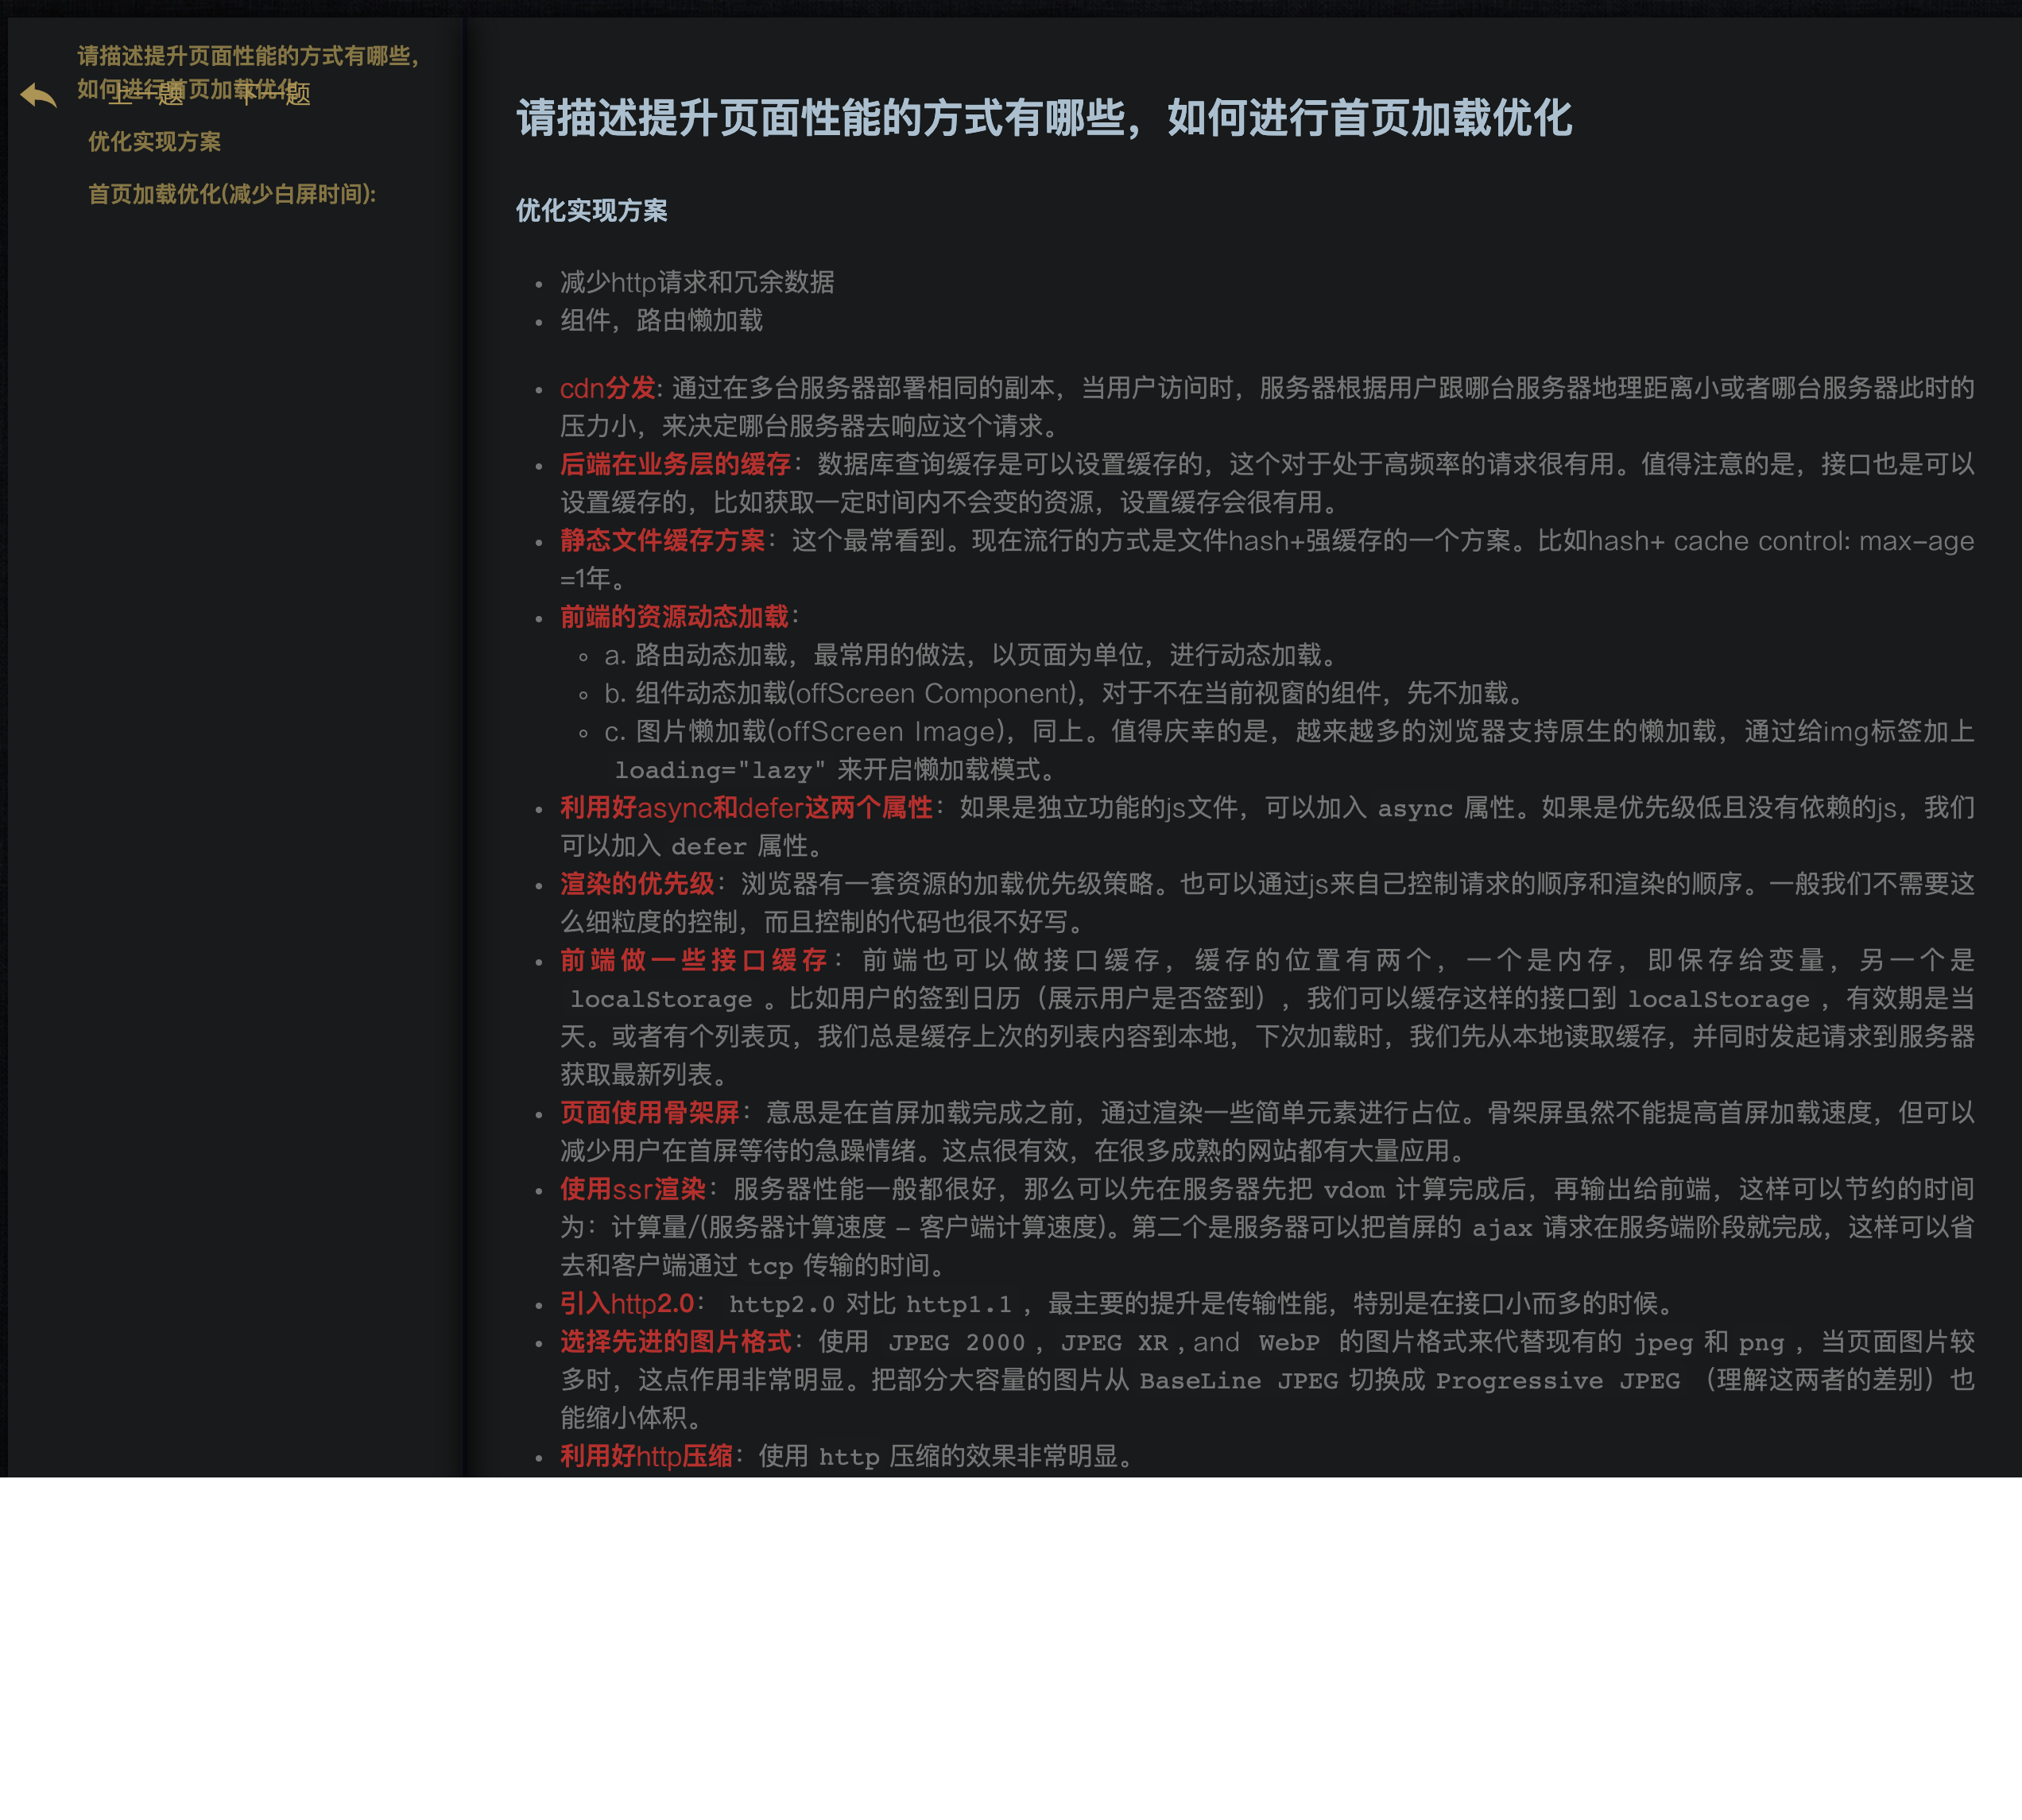 请描述提升页面性能的方式有哪些，
如何进行首页加载优化
上一题 下一题
优化实现方案
首页加载优化(减少白屏时间):
请描述提升页面性能的方式有哪些，如何进行首页加载优化
优化实现方案
减少http请求和冗余数据
组件，路由懒加载
cdn分发: 通过在多台服务器部署相同的副本，当用户访问时，服务器根据用户跟哪台服务器地理距离小或者哪台服务器此时的
压力小，来决定哪台服务器去响应这个请求。
后端在业务层的缓存：数据库查询缓存是可以设置缓存的，这个对于处于高频率的请求很有用。值得注意的是，接口也是可以
设置缓存的，比如获取一定时间内不会变的资源，设置缓存会很有用。
静态文件缓存方案：这个最常看到。现在流行的方式是文件hash+强缓存的一个方案。比如hash+ cache control: max-age
=1年。
前端的资源动态加载：
a. 路由动态加载，最常用的做法，以页面为单位，进行动态加载。
b. 组件动态加载(offScreen Component)，对于不在当前视窗的组件，先不加载。
c. 图片懒加载(offScreen Image)，同上。值得庆幸的是，越来越多的浏览器支持原生的懒加载，通过给img标签加上
loading="lazy" 来开启懒加载模式。
利用好async和defer这两个属性：如果是独立功能的js文件，可以加入 async 属性。如果是优先级低且没有依赖的js，我们
可以加入 defer 属性。
渲染的优先级：浏览器有一套资源的加载优先级策略。也可以通过js来自己控制请求的顺序和渲染的顺序。一般我们不需要这
么细粒度的控制，而且控制的代码也很不好写。
前端做一些接口缓存：前端也可以做接口缓存，缓存的位置有两个，一个是内存，即保存给变量，另一个是
localStorage 。比如用户的签到日历（展示用户是否签到），我们可以缓存这样的接口到 localStorage ，有效期是当
天。或者有个列表页，我们总是缓存上次的列表内容到本地，下次加载时，我们先从本地读取缓存，并同时发起请求到服务器
获取最新列表。
页面使用骨架屏：意思是在首屏加载完成之前，通过渲染一些简单元素进行占位。骨架屏虽然不能提高首屏加载速度，但可以
减少用户在首屏等待的急躁情绪。这点很有效，在很多成熟的网站都有大量应用。
使用ssr渲染：服务器性能一般都很好，那么可以先在服务器先把 vdom 计算完成后，再输出给前端，这样可以节约的时间
为：计算量/(服务器计算速度 - 客户端计算速度)。第二个是服务器可以把首屏的 ajax 请求在服务端阶段就完成，这样可以省
去和客户端通过 tcp 传输的时间。
引入http2.0： http2.0 对比 http1.1 ，最主要的提升是传输性能，特别是在接口小而多的时候。
选择先进的图片格式：使用 JPEG 2000 , JPEG XR , and WebP 的图片格式来代替现有的 jpeg 和 png ，当页面图片较
多时，这点作用非常明显。把部分大容量的图片从 BaseLine JPEG 切换成 Progressive JPEG （理解这两者的差别）也
能缩小体积。
利用好http压缩：使用 http 压缩的效果非常明显。